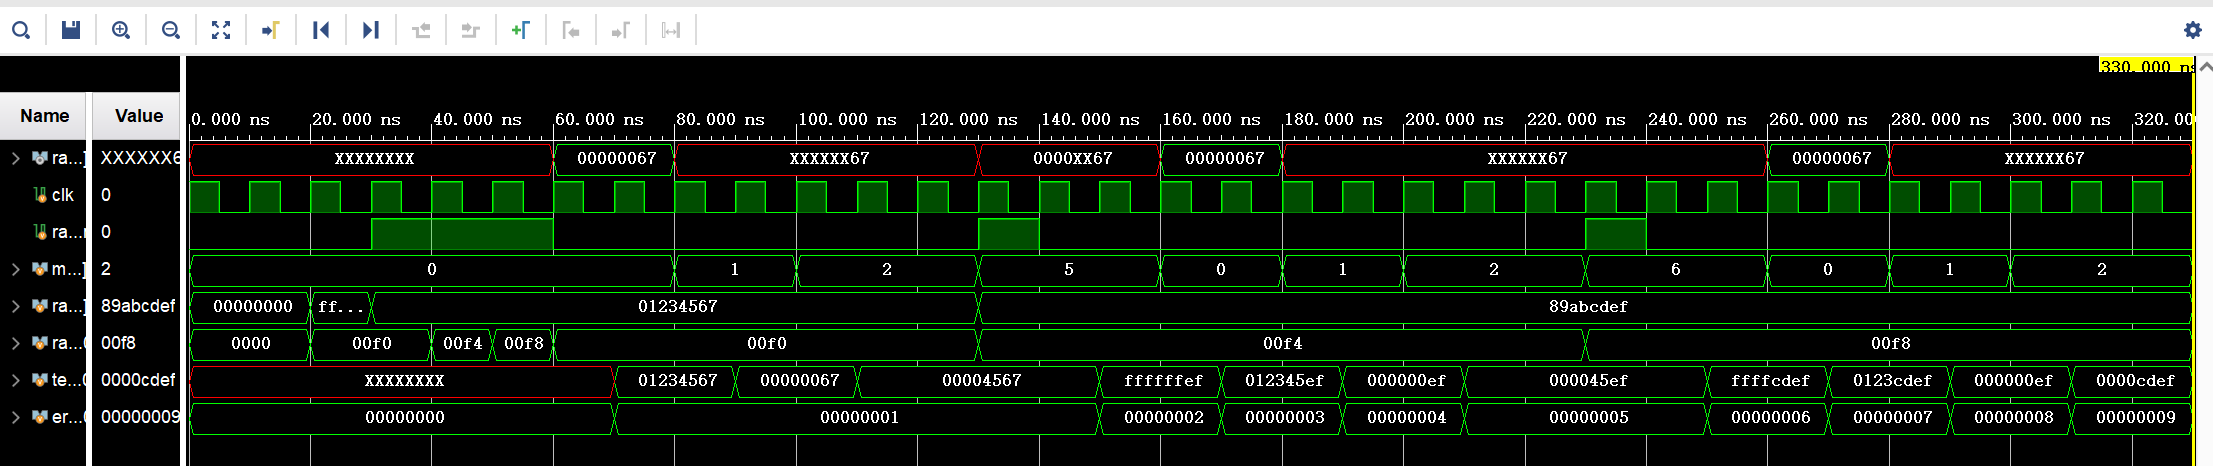 330.000 ns
Name Value
0.000 ns 20.000 ns 40.000 ns 60.000 ns 80.000 ns 100.000 ns 120.000 ns 140.000 ns 160.000 ns 180.000 ns 200.000 ns 220.000 ns 240.000 ns 260.000 ns 280.000 ns 300.000 ns 320.00
ra...] XXXXXX6 XXXXXXXX 00000067 XXXXXX67 0000XX67 00000067 XXXXXX67 00000067 XXXXXX67
clk 0
ra... 0
m...] 2 0 1 2 5 0 1 2 6 0 1 2
ra...] 89abcdef 00000000 ff... 01234567 89abcdef
ra... 00f8 0000 00f0 00f4 00f8 00f0 00f4 00f8
te... 0000cdef XXXXXXXX 01234567 00000067 00004567 ffffffef 012345ef 000000ef 000045ef ffffcdef 0123cdef 000000ef 0000cdef
er... 00000009 00000000 00000001 00000002 00000003 00000004 00000005 00000006 00000007 00000008 00000009